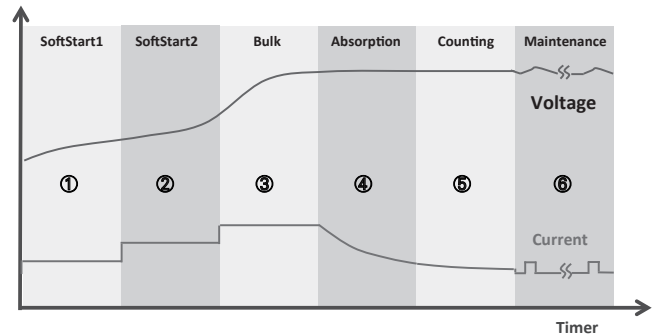 SoftStart1 SoftStart2 Bulk Absorption Counting Maintenance
Voltage
① ② ③ ④ ⑤ ⑥
Current
Timer